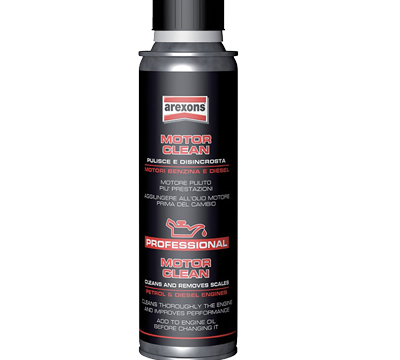 arexons
MOTOR
CLEAN
PULISCE E DISINCROSTA
MOTORI BENZINA E DIESEL
MOTORE PULITO
PIU' PRESTAZIONI
AGGIUNGERE ALL'OLIO MOTORE
PRIMA DEL CAMBIO
PROFESSIONAL
MOTOR
CLEAN
CLEANS AND REMOVES SCALES
PETROL & DIESEL ENGINES
CLEANS THOROUGHLY THE ENGINE
AND IMPROVES PERFORMANCE
ADD TO ENGINE OIL
BEFORE CHANGING IT